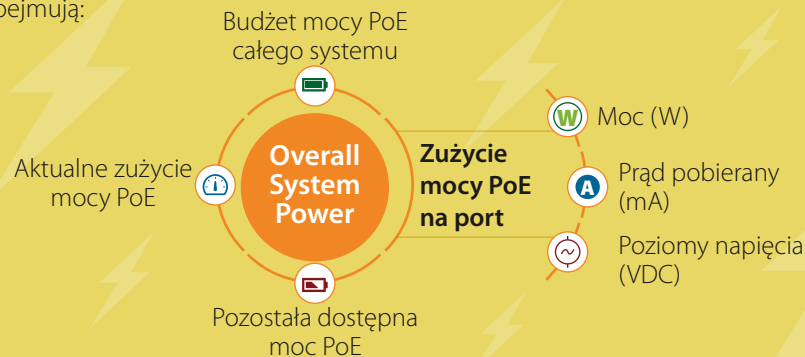 bejmują:
Budżet mocy PoE
całego systemu
Aktualne zużycie
mocy PoE
Overall
System
Power
Zużycie
mocy PoE
na port
W
Moc (W)
A
Prąd pobierany
(mA)
Poziomy napięcia
(VDC)
Pozostała dostępna
moc PoE